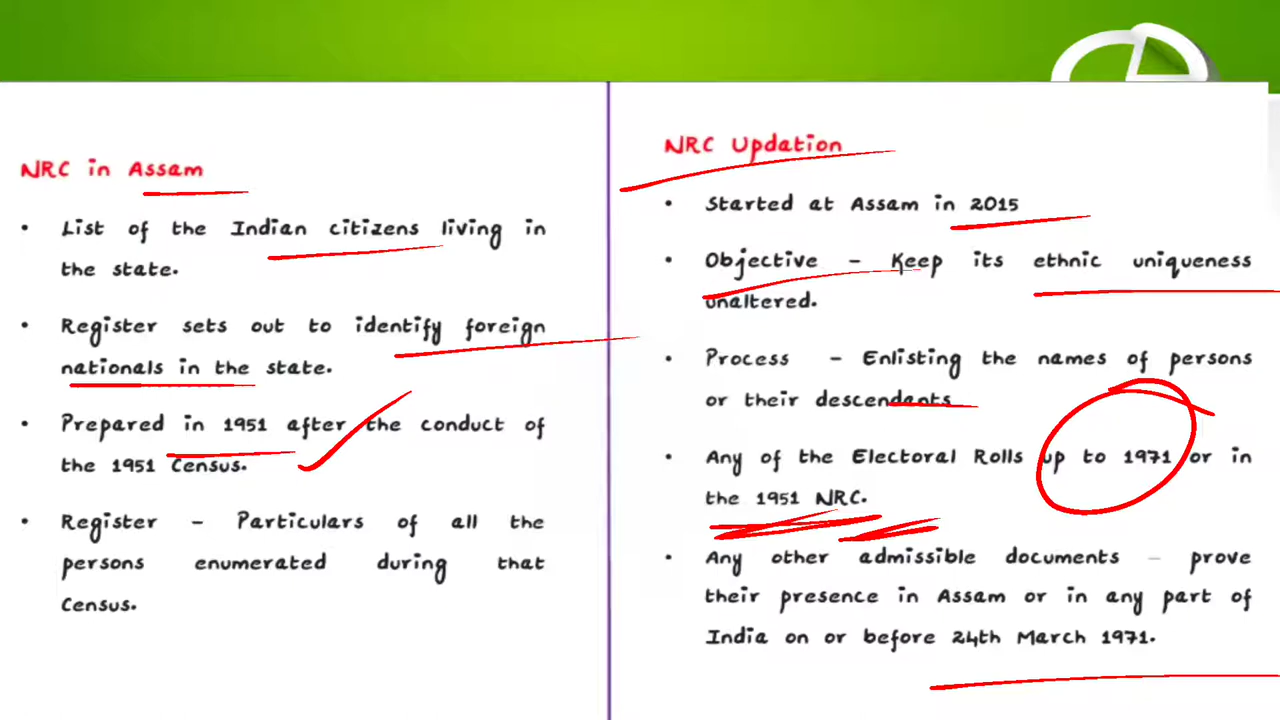 NRC in Assam
• List of the Indian citizens living in
the state.
• Register sets out to identify foreign
nationals in the state.
• Prepared in 1951 after the conduct of
the 1951 Census.
• Register - Particulars of all the
persons enumerated during that
Census.
NRC Updation
• Started at Assam in 2015
• Objective - Keep its ethnic uniqueness
unaltered.
• Process - Enlisting the names of persons
or their descendants
• Any of the Electoral Rolls up to 1971 or in
the 1951 NRC.
• Any other admissible documents - prove
their presence in Assam or in any part of
India on or before 24th March 1971.